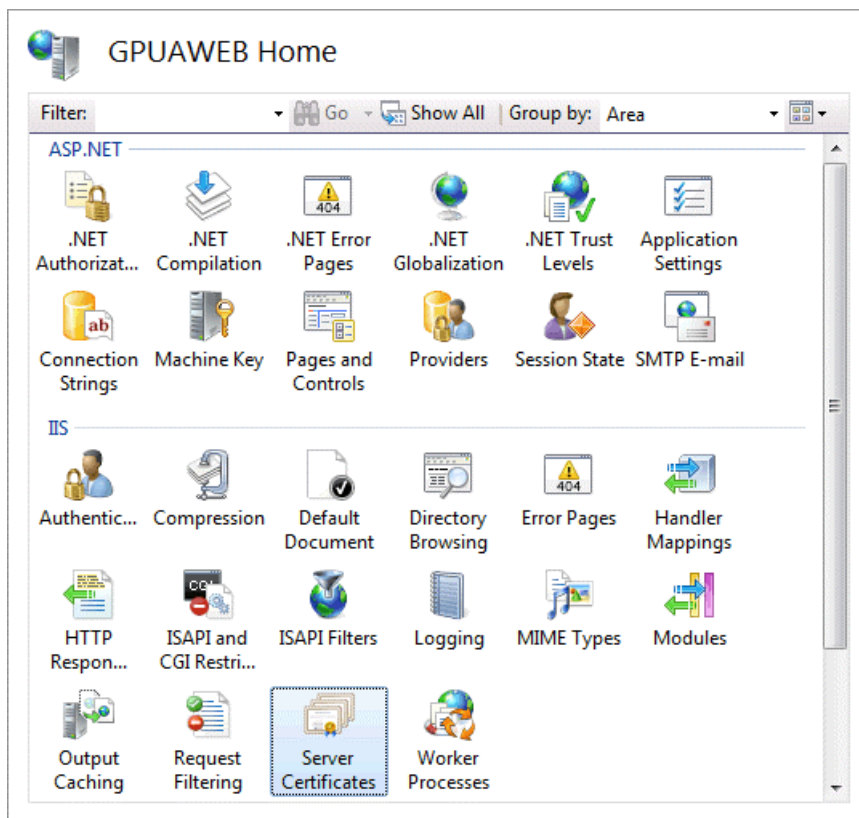 GPUAWEB Home
Filter: Go Show All Group by: Area
ASP.NET
404
.NET .NET .NET Error .NET .NET Trust Application
Authorizat... Compilation Pages Globalization Levels Settings
ab
Connection Machine Key Pages and Providers Session State SMTP E-mail
Strings Controls
IIS
404
Authentic... Compression Default Directory Error Pages Handler
Document Browsing Mappings
CGI
HTTP ISAPI and ISAPI Filters Logging MIME Types Modules
Respon... CGI Restri...
Output Request Server Worker
Caching Filtering Certificates Processes